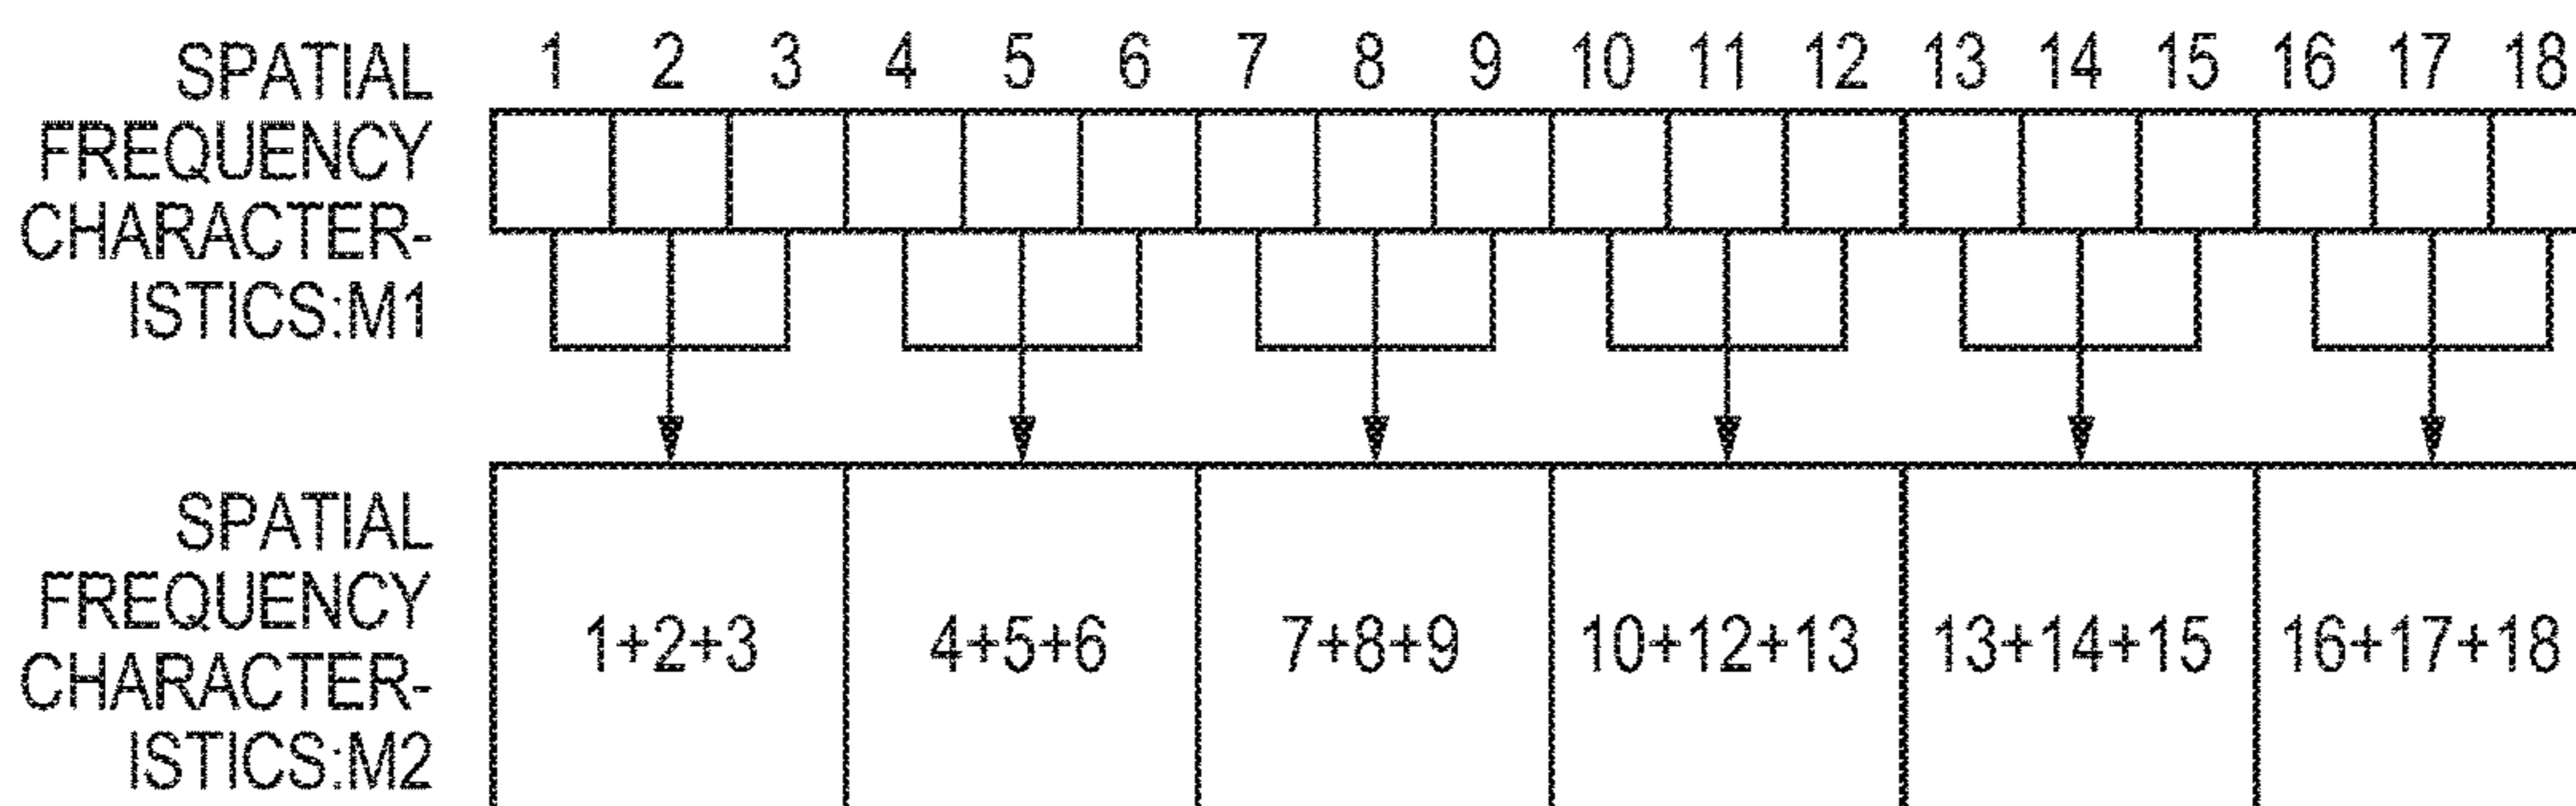 SPATIAL
FREQUENCY
CHARACTER-
ISTICS:M1
1 2 3 4 5 6 7 8 9 10 11 12 13 14 15 16 17 18
SPATIAL
FREQUENCY
CHARACTER-
ISTICS:M2
1+2+3 4+5+6 7+8+9 10+12+13 13+14+15 16+17+18